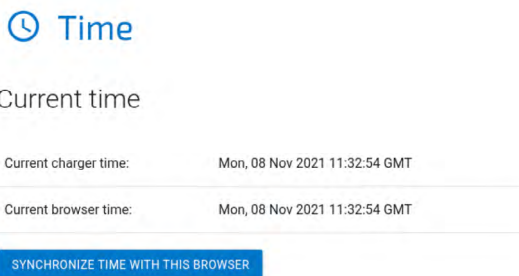 Time
Current time
Current charger time: Mon, 08 Nov 2021 11:32:54 GMT
Current browser time: Mon, 08 Nov 2021 11:32:54 GMT
SYNCHRONIZE TIME WITH THIS BROWSER